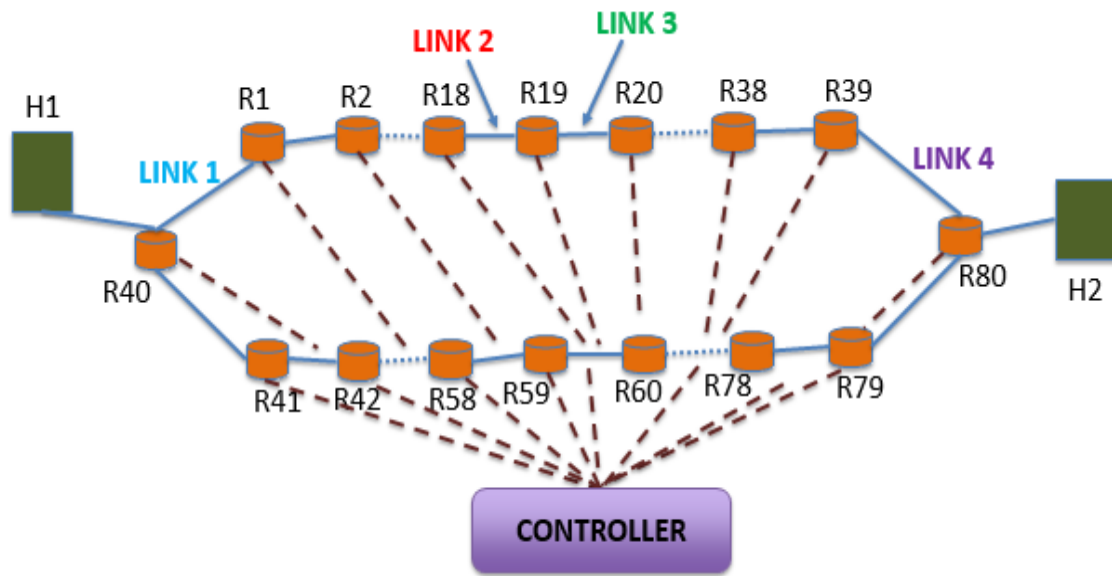 LINK 3
LINK 2
H1
R1
R2
R18
R19
R20
R38
R39
LINK 1
LINK 4
R40
R80
H2
R41
R42
R58
R59
R60
R78
R79
CONTROLLER